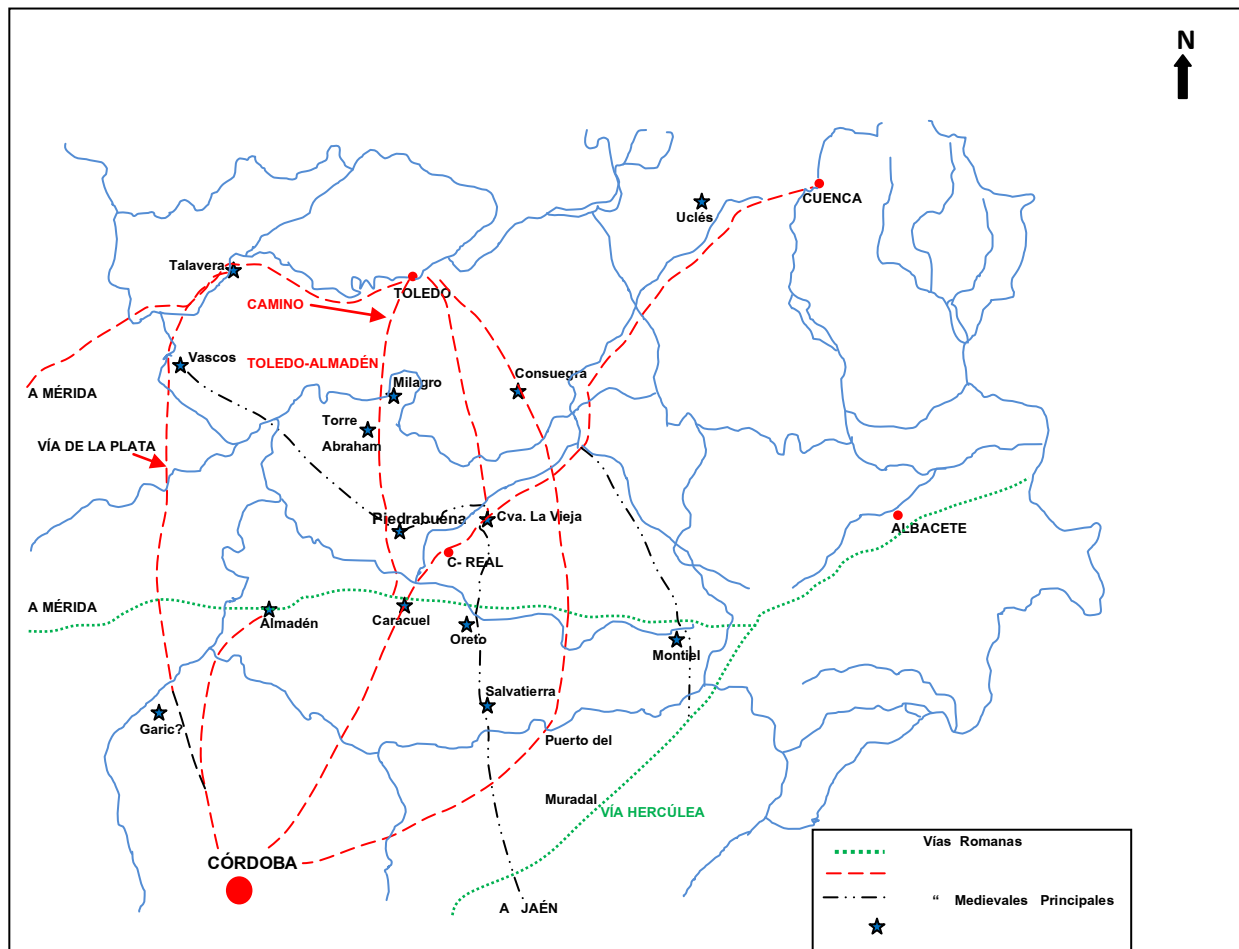 N
CUENCA
Uclés
Talavera
TOLEDO
CAMINO
Vascos
TOLEDO-ALMADÉN
Consuegra
Milagro
A MÉRIDA
Torre
Abraham
VÍA DE LA PLATA
Piedrabuena
Cva. La Vieja
ALBACETE
C- REAL
A MÉRIDA
Almadén
Caracuel
Oreto
Montiel
Salvatierra
Garic?
Puerto del
Muradal
VÍA HERCÚLEA
CÓRDOBA
A JAÉN
Vías Romanas
“ Medievales Principales